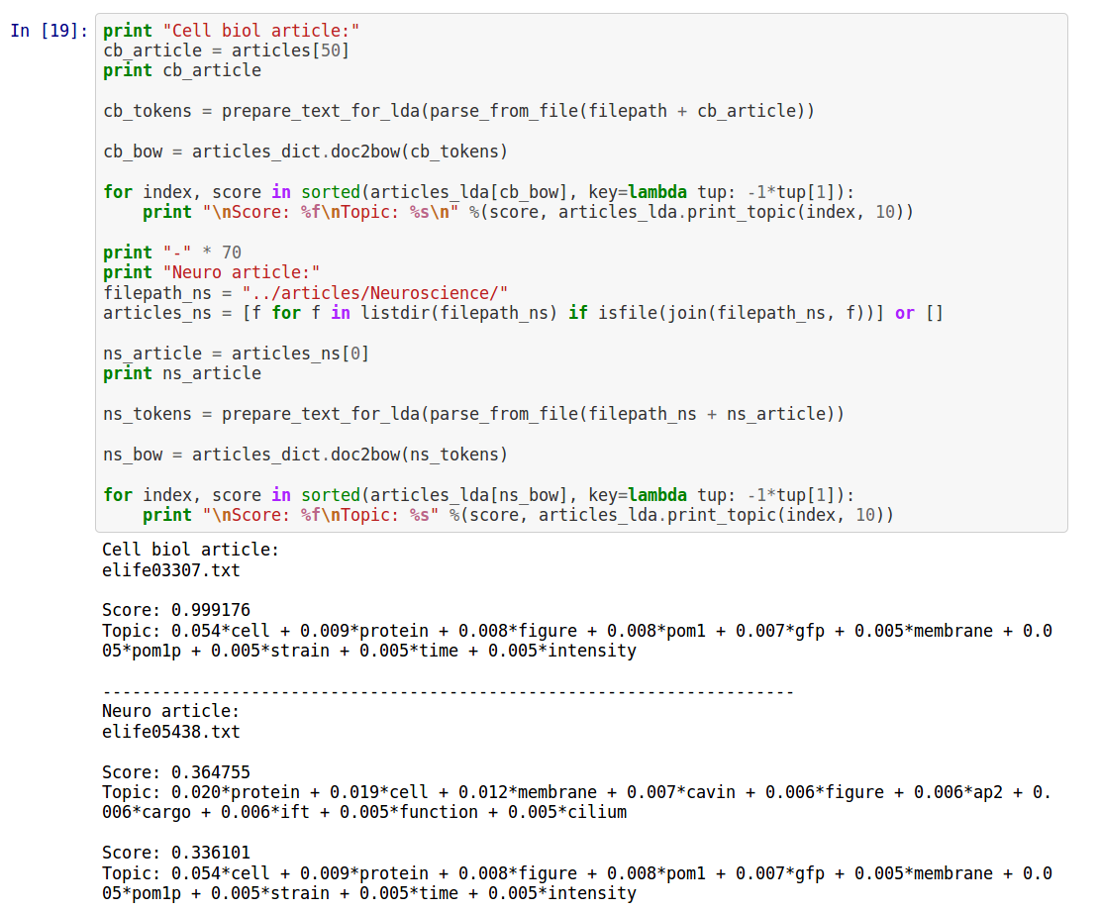 In [19]:
print "Cell biol article:"
cb_article = articles[50]
print cb_article
cb_tokens = prepare_text_for_lda(parse_from_file(filepath + cb_article))
cb_bow = articles_dict.doc2bow(cb_tokens)
for index, score in sorted(articles_lda[cb_bow], key=lambda tup: -1*tup[1]):
    print "\nScore: %f\nTopic: %s\n" %(score, articles_lda.print_topic(index, 10))
print "-" * 70
print "Neuro article:"
filepath_ns = "../articles/Neuroscience/"
articles_ns = [f for f in listdir(filepath_ns) if isfile(join(filepath_ns, f))] or []
ns_article = articles_ns[0]
print ns_article
ns_tokens = prepare_text_for_lda(parse_from_file(filepath_ns + ns_article))
ns_bow = articles_dict.doc2bow(ns_tokens)
for index, score in sorted(articles_lda[ns_bow], key=lambda tup: -1*tup[1]):
    print "\nScore: %f\nTopic: %s" %(score, articles_lda.print_topic(index, 10))
Cell biol article:
elife03307.txt
Score: 0.999176
Topic: 0.054*cell + 0.009*protein + 0.008*figure + 0.008*pom1 + 0.007*gfp + 0.005*membrane + 0.0
05*pom1p + 0.005*strain + 0.005*time + 0.005*intensity
----------------------------------------------------------------------
Neuro article:
elife05438.txt
Score: 0.364755
Topic: 0.020*protein + 0.019*cell + 0.012*membrane + 0.007*cavin + 0.006*figure + 0.006*ap2 + 0.
006*cargo + 0.006*ift + 0.005*function + 0.005*cilium
Score: 0.336101
Topic: 0.054*cell + 0.009*protein + 0.008*figure + 0.008*pom1 + 0.007*gfp + 0.005*membrane + 0.0
05*pom1p + 0.005*strain + 0.005*time + 0.005*intensity